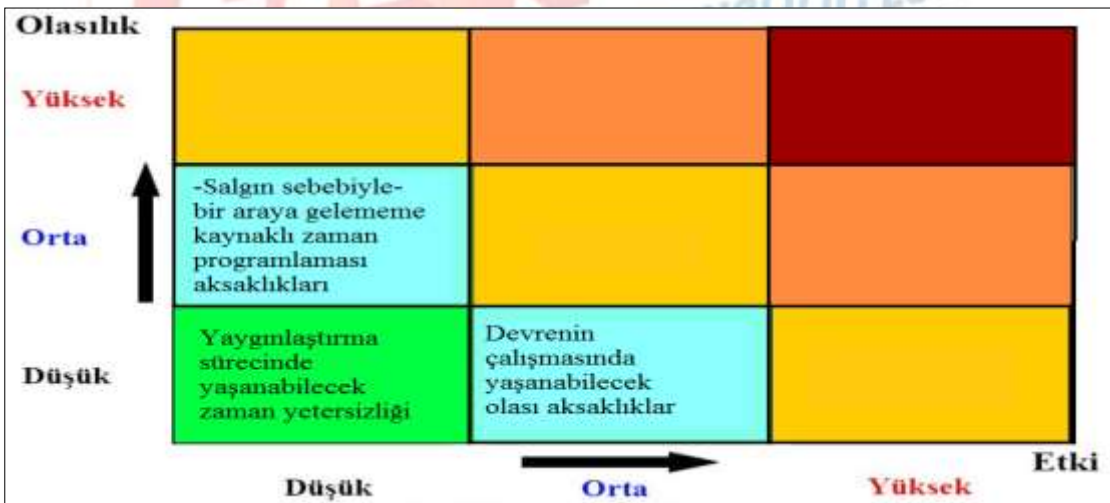 Olasılık
Yüksek
-Salgın sebebiyle-
bir araya gelememe
kaynaklı zaman
programlaması
aksaklıkları
Orta
Yaygınlaştırma
sürecinde
yaşanabilecek
zaman yetersizliği
Devrenin
çalışmasında
yaşanabilecek
olası aksaklıklar
Düşük
Etki
Düşük
Orta
Yüksek